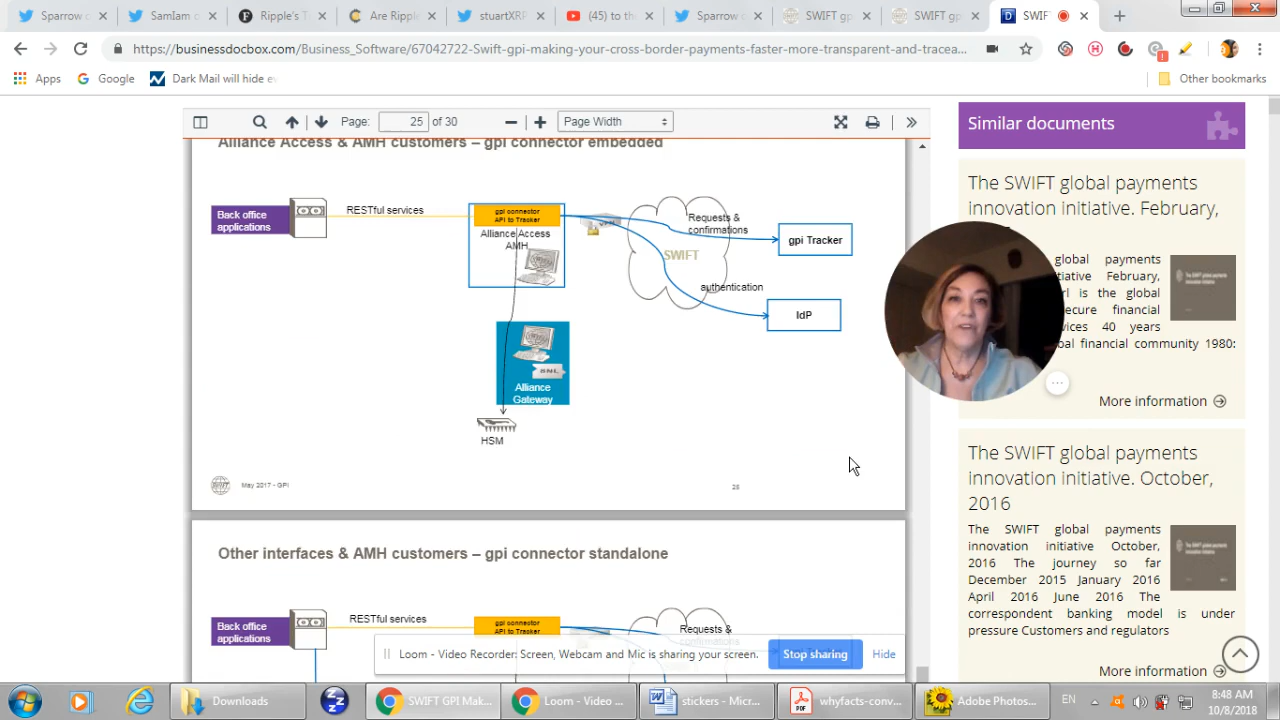 Sparrow c
SamIam c
Ripple's
Are Ripple
stuartXRP
(45) to the
Sparrow s
SWIFT gp
SWIFT gp
SWIF
https://businessdocbox.com/Business_Software/67042722-Swift-gpi-making-your-cross-border-payments-faster-more-transparent-and-tracea...
Apps
Google
Dark Mail will hide
Other bookmarks
Page: 25 of 30
Page Width
Similar documents
Alliance Access & AMH customers – gpi connector embedded
Back office
applications
RESTful services
gpi connector
API to Tracker
Alliance Access
AMH
SWIFT
Requests &
confirmations
gpi Tracker
authentication
IdP
SNL
Alliance
Gateway
HSM
May 2017 - GPI
28
Other interfaces & AMH customers – gpi connector standalone
Back office
applications
RESTful services
gpi connector
API to Tracker
Requests &
The SWIFT global payments
innovation initiative. February,
global payments
tiative February,
rl is the global
ecure financial
vices 40 years
bal financial community 1980:
More information
The SWIFT global payments
innovation initiative. October,
2016
The SWIFT global payments
innovation initiative October,
2016 The journey so far
December 2015 January 2016
April 2016 June 2016 The
correspondent banking model is under
pressure Customers and regulators
More information
Loom - Video Recorder: Screen, Webcam and Mic is sharing your screen.
Stop sharing
Hide
Downloads
SWIFT GPI Mak...
Loom - Video ...
stickers - Micr...
whyfacts-conv...
Adobe Photos...
EN
8:48 AM
10/8/2018